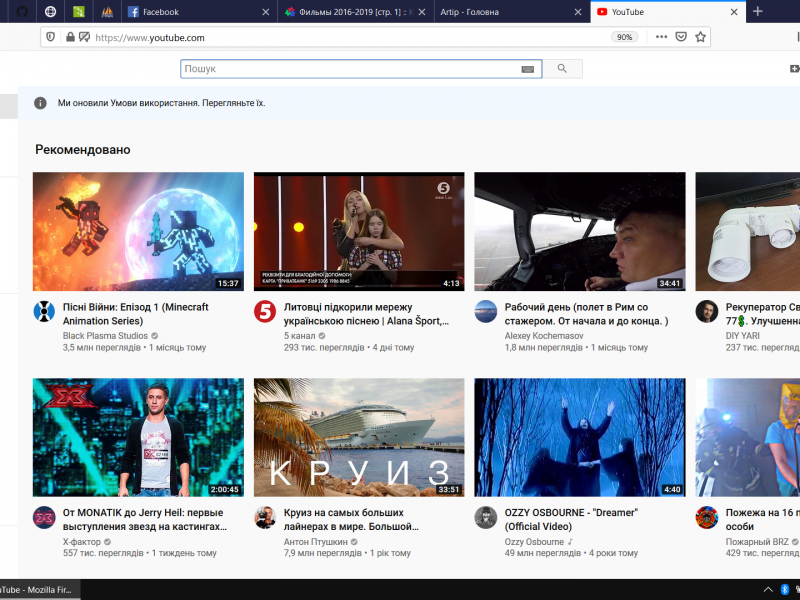 Facebook
Фильмы 2016-2019 [стр. 1] :: К
Artip - Головна
YouTube
https://www.youtube.com
90%
Пошук
Ми оновили Умови використання. Перегляньте їх.
Рекомендовано
15:37
5
РЕКВІЗИТИ ДЛЯ БЛАГОДІЙНОЇ ДОПОМОГИ:
КАРТА "ПРИВАТБАНК" 5169 3305 1986 8845
4:13
34:41
Пісні Війни: Епізод 1 (Minecraft
Animation Series)
Black Plasma Studios
3,5 млн переглядів • 1 місяць тому
5
Литовці підкорили мережу
українською піснею | Alana Šport,...
5 канал
293 тис. переглядів • 4 дні тому
Рабочий день (полет в Рим со
стажером. От начала и до конца. )
Alexey Kochemasov
1,8 млн переглядів • 1 місяць тому
Рекуператор Св
77$. Улучшенна
DIY YARI
237 тис. перегляд
X
2:00:45
КРУИЗ
33:51
4:40
От MONATIK до Jerry Heil: первые
выступления звезд на кастингах...
Х-фактор
557 тис. переглядів • 1 тиждень тому
Круиз на самых больших
лайнерах в мире. Большой...
Антон Птушкин
7,9 млн переглядів • 1 рік тому
OZZY OSBOURNE - "Dreamer"
(Official Video)
Ozzy Osbourne
49 млн переглядів • 4 роки тому
Пожежа на 16 п
особи
Пожарный BRZ
429 тис. перегляд
uTube - Mozilla Fir...